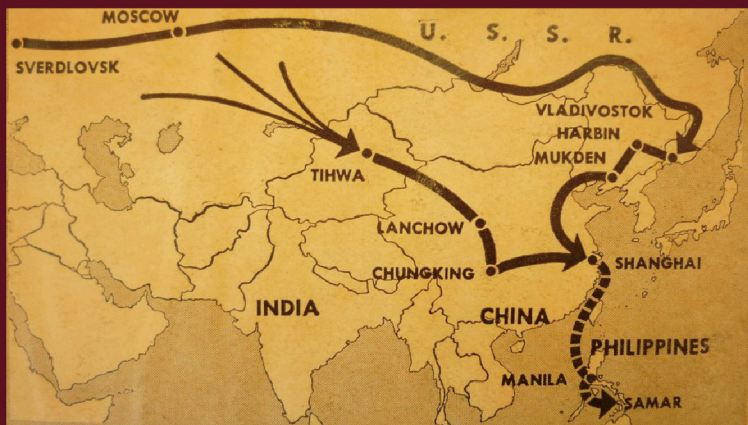 MOSCOW
U. S. S. R.
SVERDLOVSK
VLADIVOSTOK
HARBIN
MUKDEN
TIHWA
LANCHOW
CHUNGKING
SHANGHAI
INDIA
CHINA
PHILIPPINES
MANILA
SAMAR